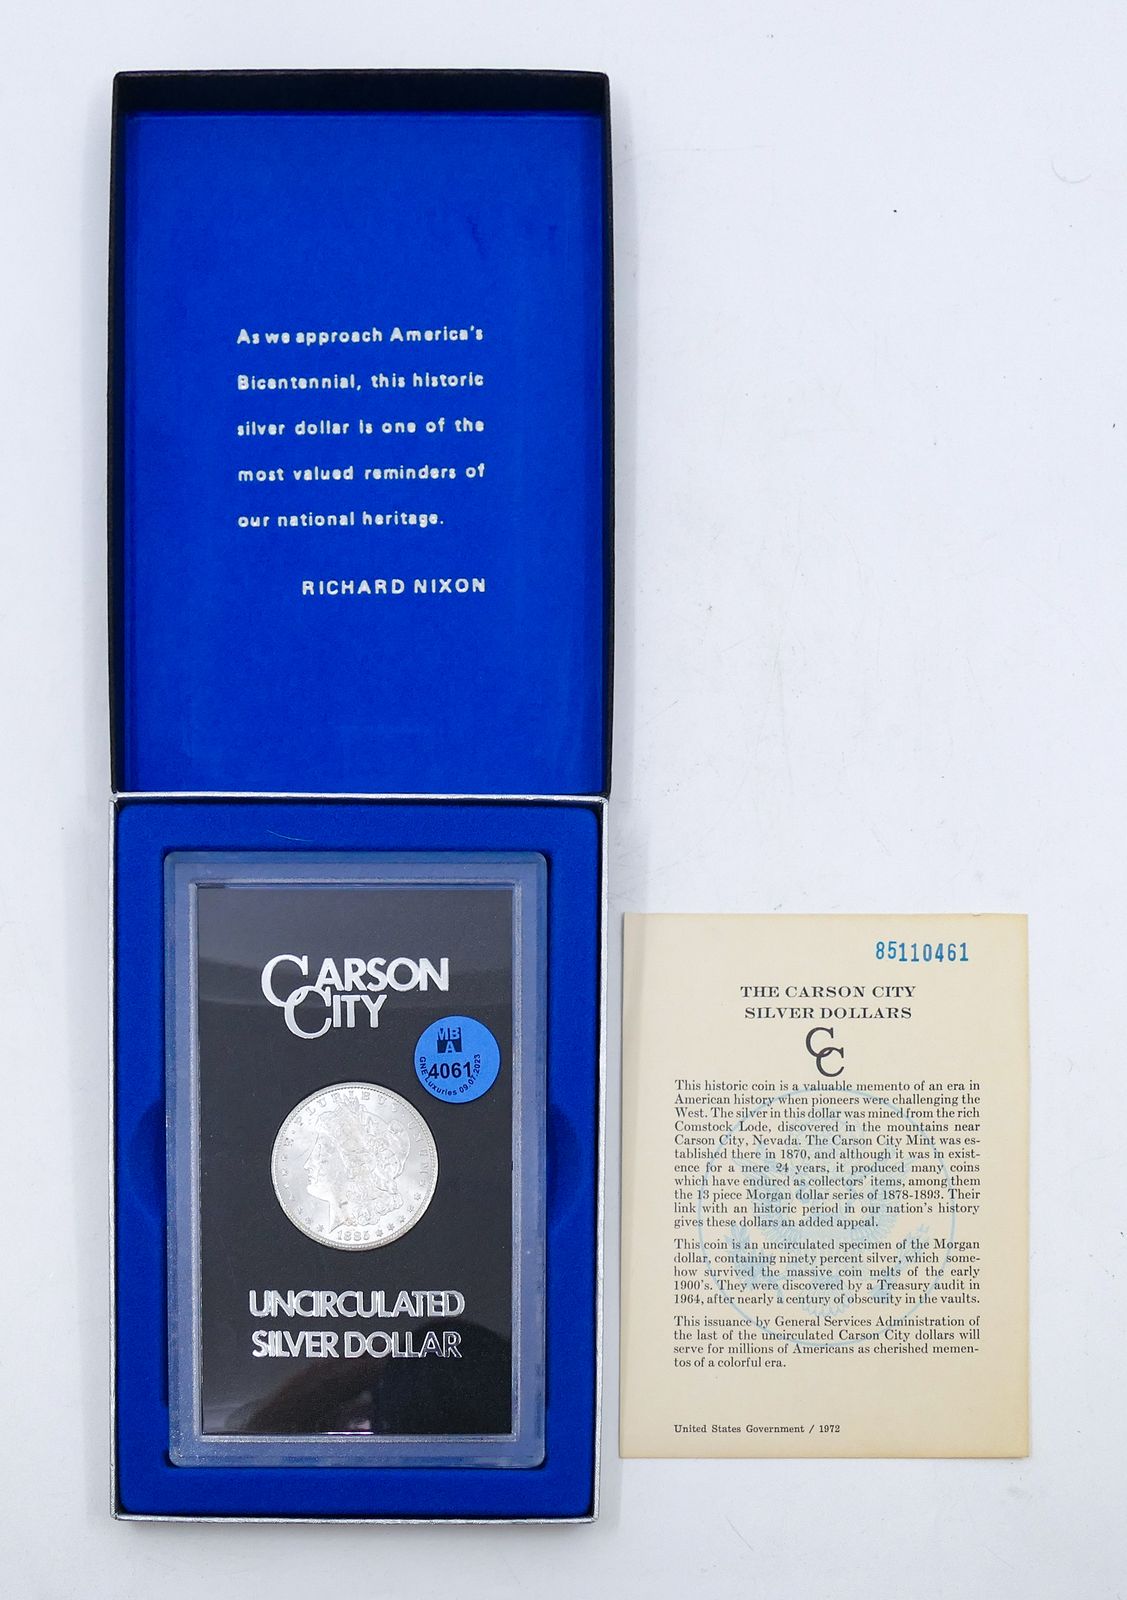 As we approach America's
Bicentennial, this historic
silver dollar is one of the
most valued reminders of
our national heritage.
RICHARD NIXON
CARSON
CITY
MB
A
4061
GNE Luxuries 09.07.2023
E PLURIBUS UNUM
1885
UNCIRCULATED
SILVER DOLLAR
85110461
THE CARSON CITY
SILVER DOLLARS
CC
This historic coin is a valuable memento of an era in
American history when pioneers were challenging the
West. The silver in this dollar was mined from the rich
Comstock Lode, discovered in the mountains near
Carson City, Nevada. The Carson City Mint was es-
tablished there in 1870, and although it was in exist-
ence for a mere 24 years, it produced many coins
which have endured as collectors' items, among them
the 13 piece Morgan dollar series of 1878-1893. Their
link with an historic period in our nation's history
gives these dollars an added appeal.
This coin is an uncirculated specimen of the Morgan
dollar, containing ninety percent silver, which some-
how survived the massive coin melts of the early
1900's. They were discovered by a Treasury audit in
1964, after nearly a century of obscurity in the vaults.
This issuance by General Services Administration of
the last of the uncirculated Carson City dollars will
serve for millions of Americans as cherished memen-
tos of a colorful era.
United States Government / 1972